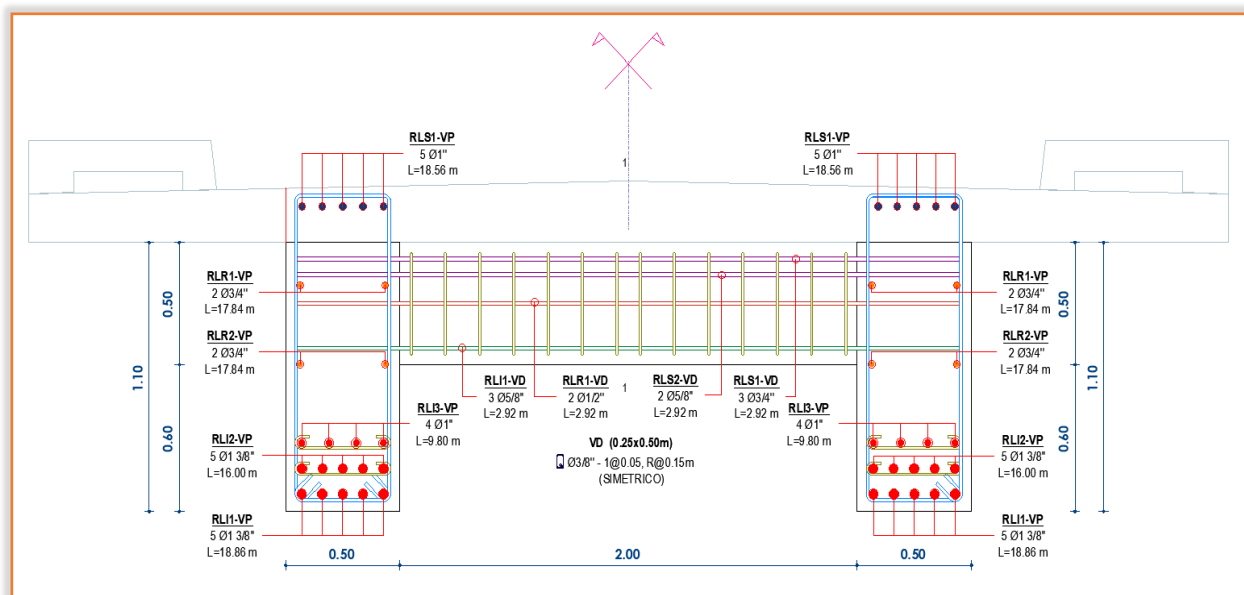 RLS1-VP
5 Ø1"
L=18.56 m
RLS1-VP
5 Ø1"
L=18.56 m
1
RLR1-VP
2 Ø3/4"
L=17.84 m
RLR2-VP
2 Ø3/4"
L=17.84 m
0.50
1.10
0.60
RLI2-VP
5 Ø1 3/8"
L=16.00 m
RLI1-VP
5 Ø1 3/8"
L=18.86 m
RLI3-VP
4 Ø1"
L=9.80 m
RLI1-VD
3 Ø5/8"
L=2.92 m
RLR1-VD
2 Ø1/2"
L=2.92 m
1
RLS2-VD
2 Ø5/8"
L=2.92 m
RLS1-VD
3 Ø3/4"
L=2.92 m
VD (0.25x0.50m)
Ø3/8" - 1@0.05, R@0.15m
(SIMETRICO)
RLI3-VP
4 Ø1"
L=9.80 m
RLR1-VP
2 Ø3/4"
L=17.84 m
RLR2-VP
2 Ø3/4"
L=17.84 m
0.50
1.10
0.60
RLI2-VP
5 Ø1 3/8"
L=16.00 m
RLI1-VP
5 Ø1 3/8"
L=18.86 m
0.50
2.00
0.50